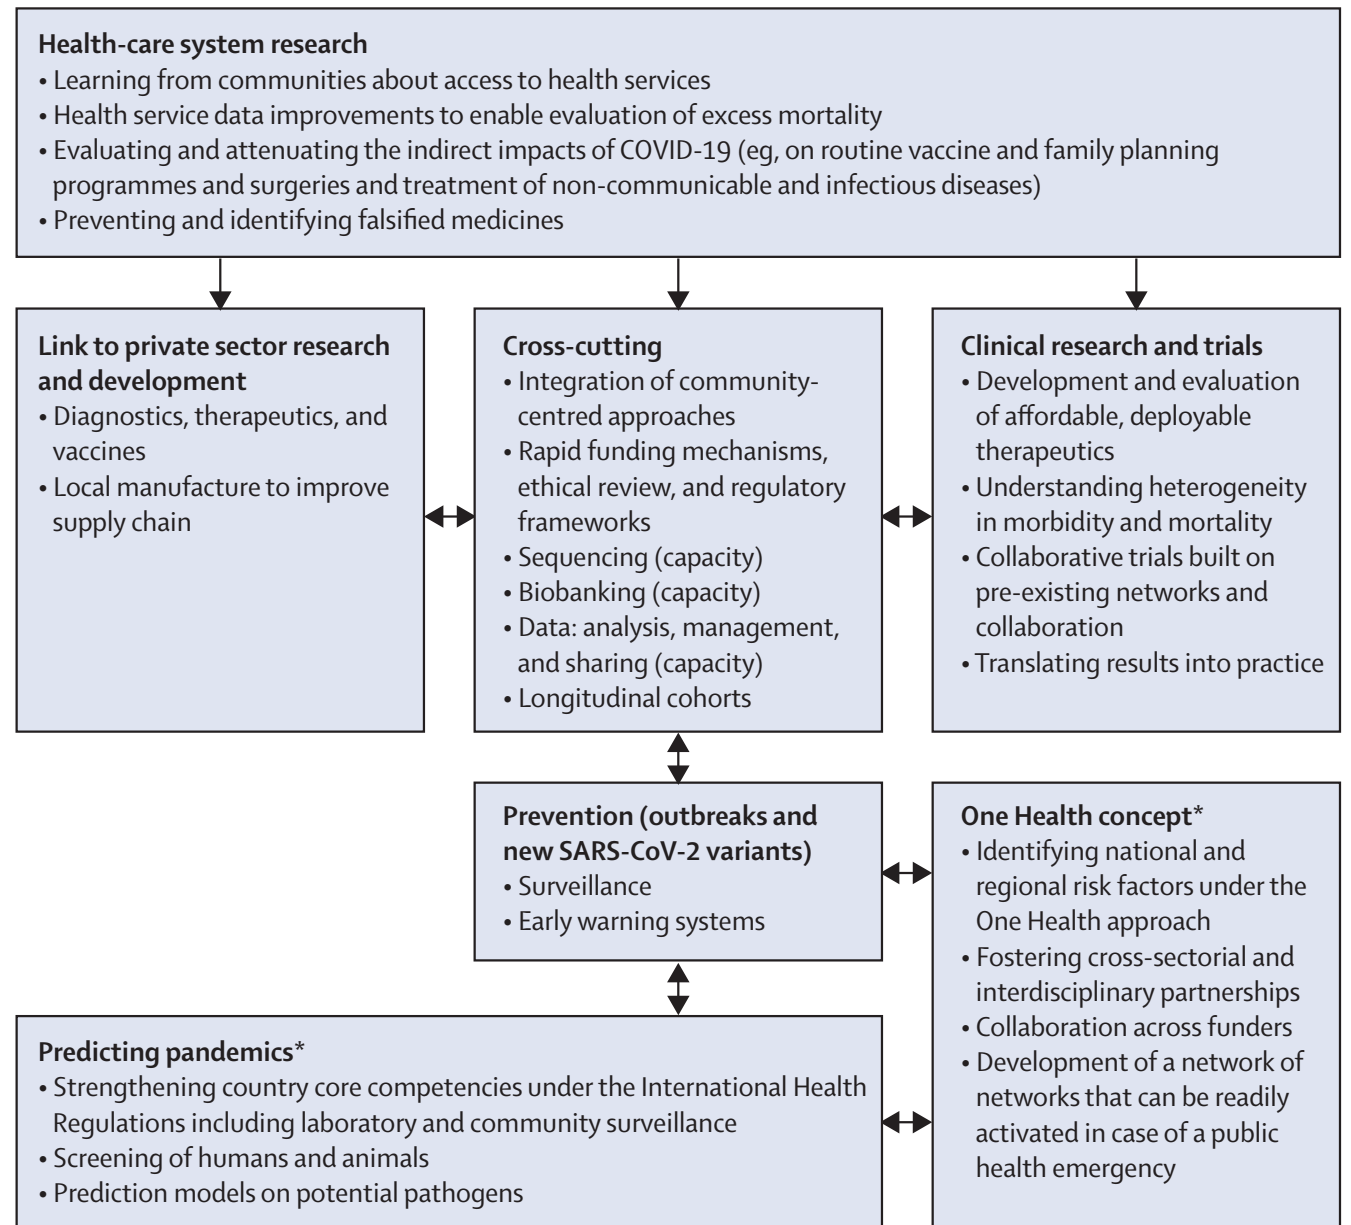 Health-care system research
• Learning from communities about access to health services
• Health service data improvements to enable evaluation of excess mortality
• Evaluating and attenuating the indirect impacts of COVID-19 (eg, on routine vaccine and family planning
programmes and surgeries and treatment of non-communicable and infectious diseases)
• Preventing and identifying falsified medicines
Link to private sector research
and development
• Diagnostics, therapeutics, and
vaccines
• Local manufacture to improve
supply chain
Cross-cutting
• Integration of community-
centred approaches
• Rapid funding mechanisms,
ethical review, and regulatory
frameworks
• Sequencing (capacity)
• Biobanking (capacity)
• Data: analysis, management,
and sharing (capacity)
• Longitudinal cohorts
Clinical research and trials
• Development and evaluation
of affordable, deployable
therapeutics
• Understanding heterogeneity
in morbidity and mortality
• Collaborative trials built on
pre-existing networks and
collaboration
• Translating results into practice
Prevention (outbreaks and
new SARS-CoV-2 variants)
• Surveillance
• Early warning systems
One Health concept*
• Identifying national and
regional risk factors under the
One Health approach
• Fostering cross-sectorial and
interdisciplinary partnerships
• Collaboration across funders
• Development of a network of
networks that can be readily
activated in case of a public
health emergency
Predicting pandemics*
• Strengthening country core competencies under the International Health
Regulations including laboratory and community surveillance
• Screening of humans and animals
• Prediction models on potential pathogens